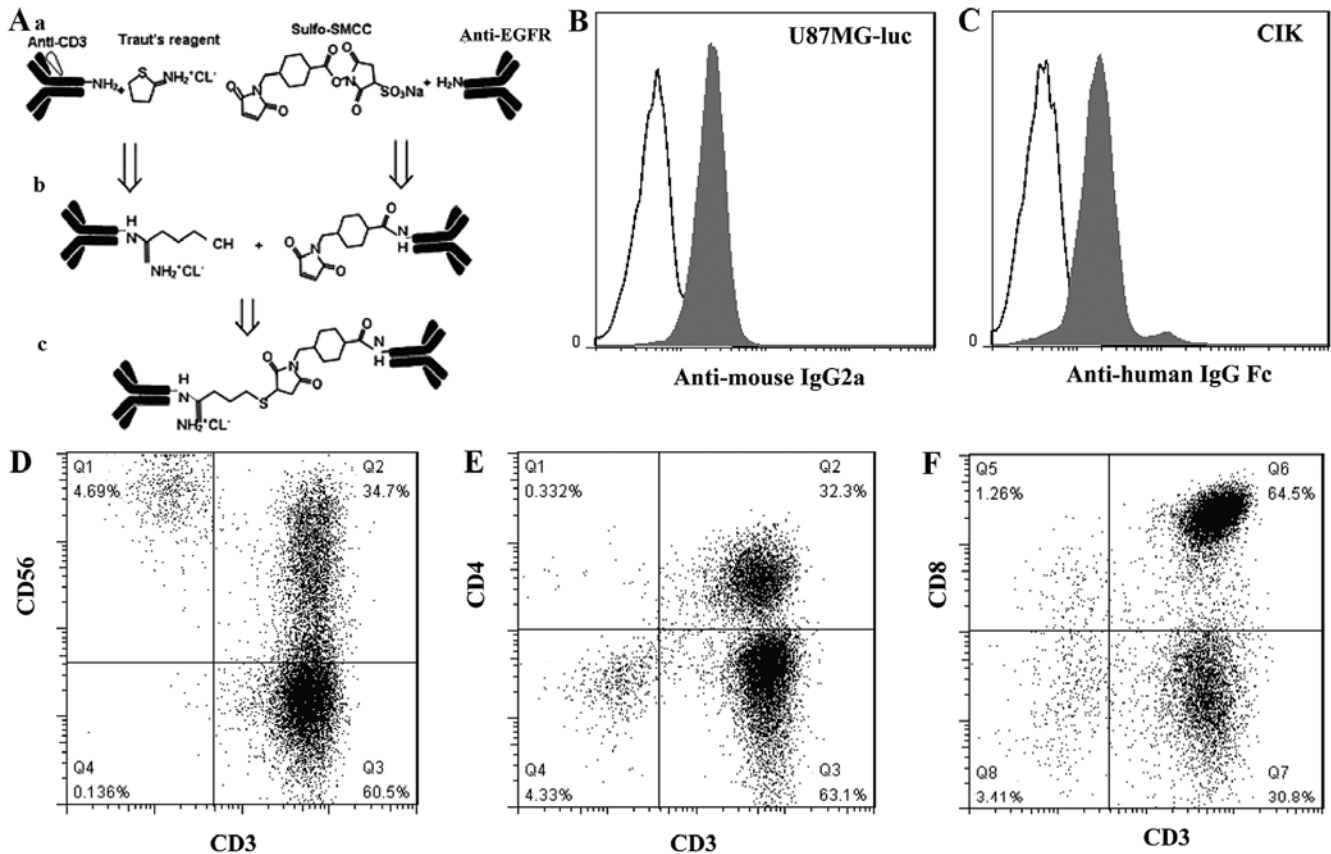 A
a
Anti-CD3
Traut's reagent
Sulfo-SMCC
Anti-EGFR
NH₂
+
S
NH₂⁺CL⁻
N
O
O
O
O
N
O
O
SO₃Na
+
H₂N
b
H
N
NH₂⁺CL⁻
CH
+
O
N
O
O
N
H
c
H
N
NH₂⁺CL⁻
S
O
N
O
O
N
H
B
U87MG-luc
0
Anti-mouse IgG2a
C
CIK
0
Anti-human IgG Fc
D
Q1
4.69%
Q2
34.7%
CD56
Q4
0.136%
Q3
60.5%
CD3
E
Q1
0.332%
Q2
32.3%
CD4
Q4
4.33%
Q3
63.1%
CD3
F
Q5
1.26%
Q6
64.5%
CD8
Q8
3.41%
Q7
30.8%
CD3